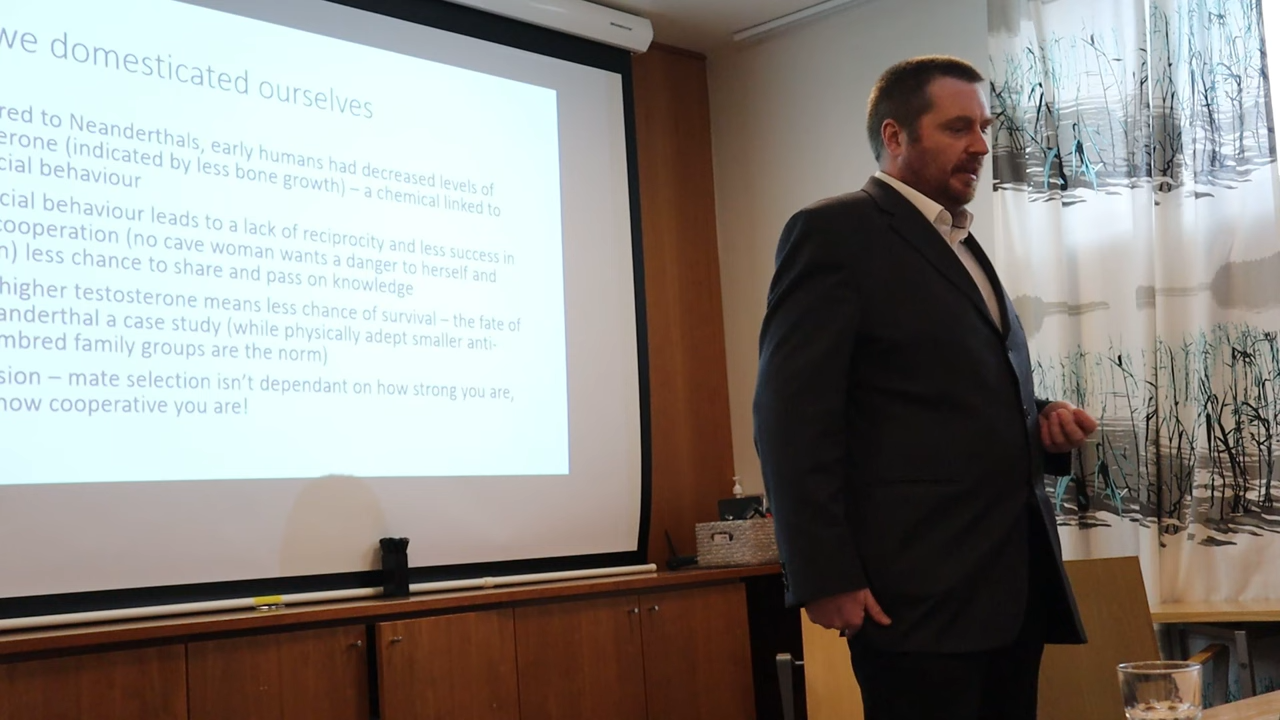 we domesticated ourselves
red to Neanderthals, early humans had decreased levels of
erone (indicated by less bone growth) – a chemical linked to
cial behaviour
cial behaviour leads to a lack of reciprocity and less success in
cooperation (no cave woman wants a danger to herself and
n) less chance to share and pass on knowledge
higher testosterone means less chance of survival – the fate of
anderthal a case study (while physically adept smaller anti-
mbred family groups are the norm)
sion – mate selection isn't dependant on how strong you are,
now cooperative you are!